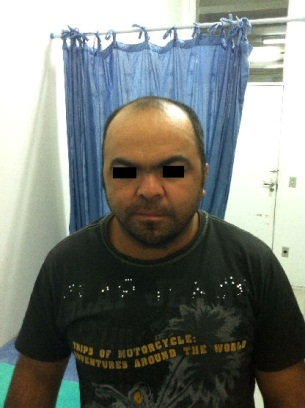 TRIPS OF MOTORCYCLE:
ADVENTURES AROUND THE WORLD